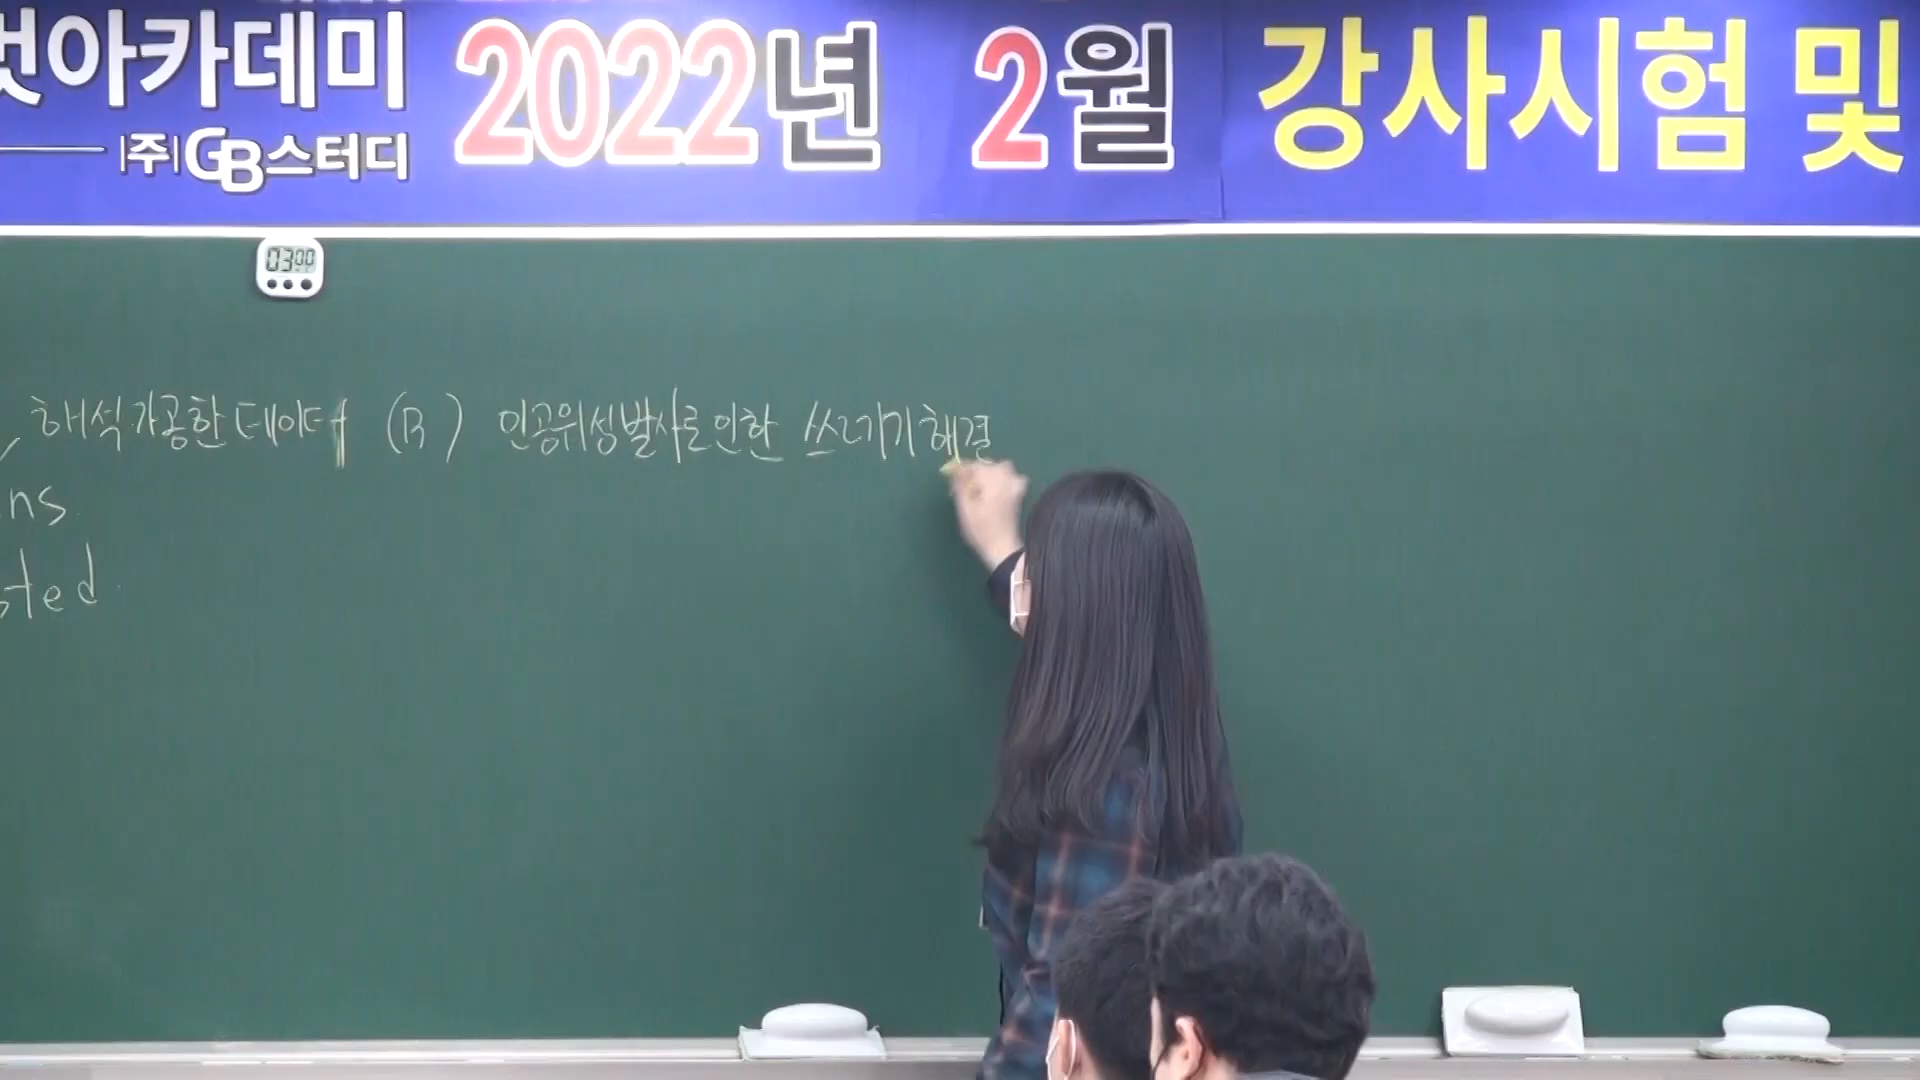 벗아카데미 2022년 2월 강사시험 및
(주)GB스터디
03:00
해석가공한 데이터 (R) 인공위성발사로인한 쓰레기해결
ns
sted